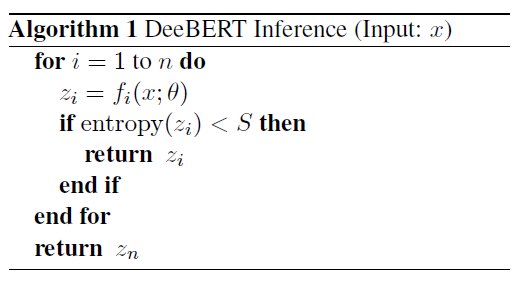 Algorithm 1 DeeBERT Inference (Input: x)
for i = 1 to n do
z_i = f_i(x; θ)
if entropy(z_i) < S then
return z_i
end if
end for
return z_n